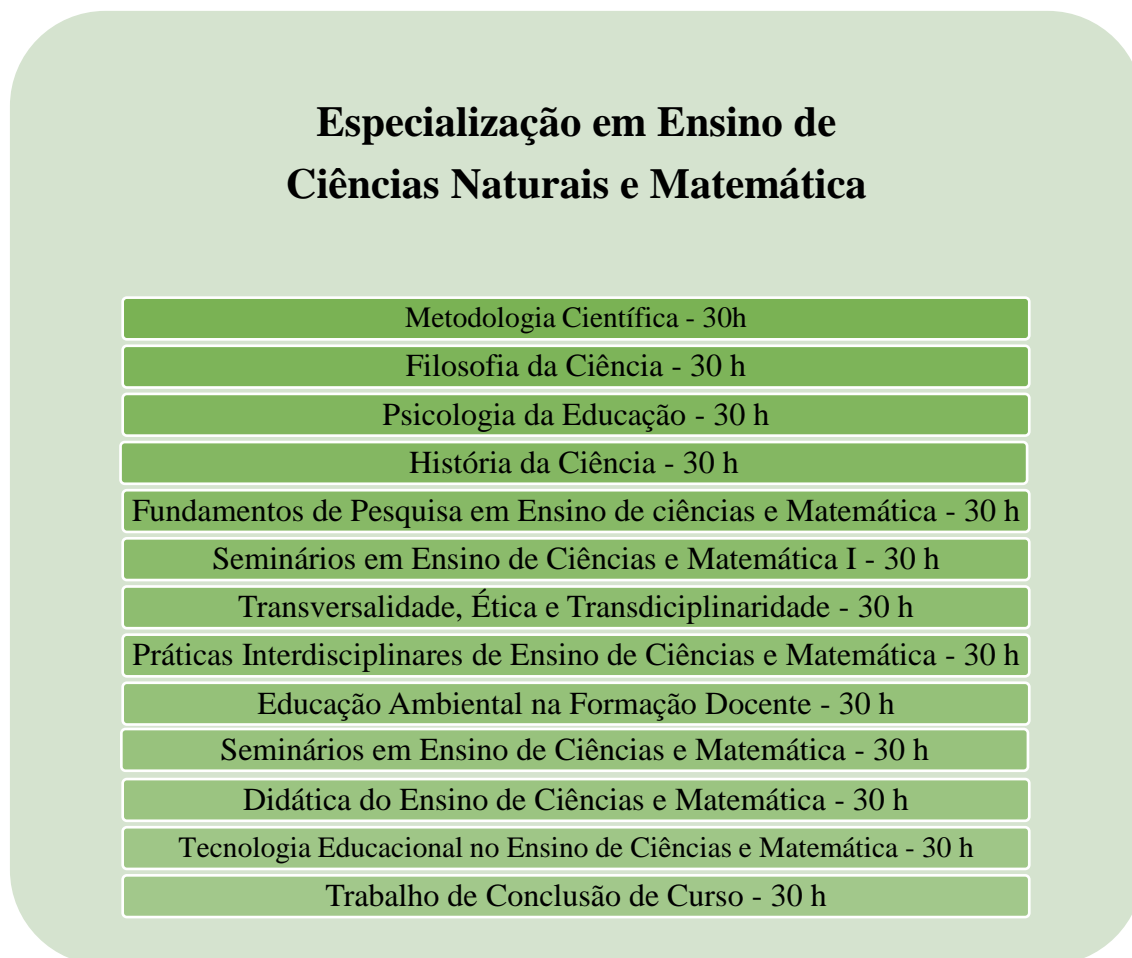 Especialização em Ensino de
Ciências Naturais e Matemática
Metodologia Científica - 30h
Filosofia da Ciência - 30 h
Psicologia da Educação - 30 h
História da Ciência - 30 h
Fundamentos de Pesquisa em Ensino de ciências e Matemática - 30 h
Seminários em Ensino de Ciências e Matemática I - 30 h
Transversalidade, Ética e Transdiciplinaridade - 30 h
Práticas Interdisciplinares de Ensino de Ciências e Matemática - 30 h
Educação Ambiental na Formação Docente - 30 h
Seminários em Ensino de Ciências e Matemática - 30 h
Didática do Ensino de Ciências e Matemática - 30 h
Tecnologia Educacional no Ensino de Ciências e Matemática - 30 h
Trabalho de Conclusão de Curso - 30 h